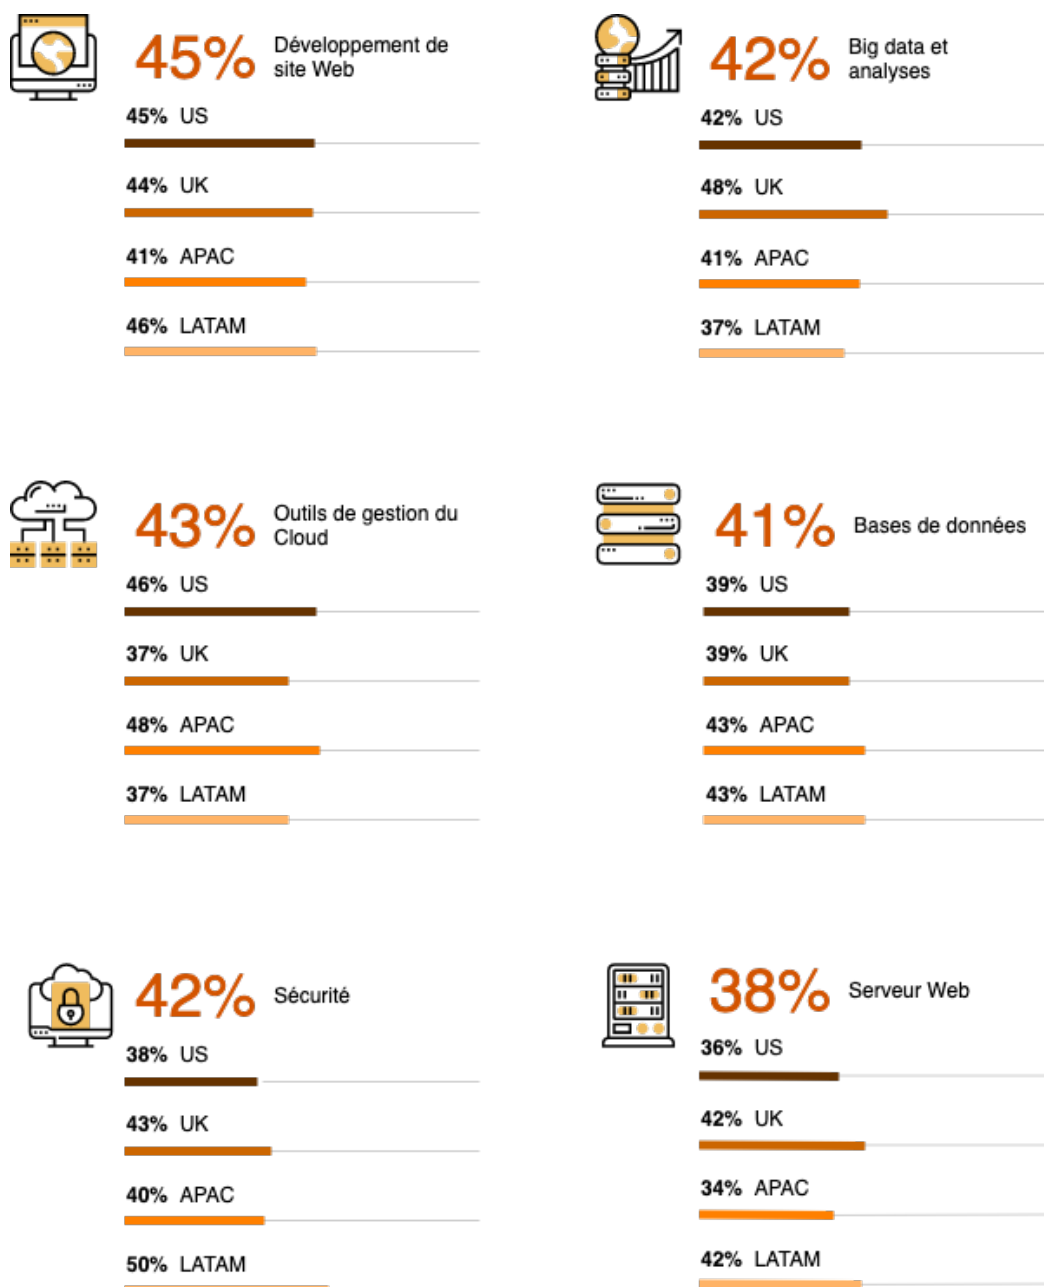 45%
Développement de
site Web
45% US
44% UK
41% APAC
46% LATAM
42%
Big data et
analyses
42% US
48% UK
41% APAC
37% LATAM
43%
Outils de gestion du
Cloud
46% US
37% UK
48% APAC
37% LATAM
41%
Bases de données
39% US
39% UK
43% APAC
43% LATAM
42%
Sécurité
38% US
43% UK
40% APAC
50% LATAM
38%
Serveur Web
36% US
42% UK
34% APAC
42% LATAM